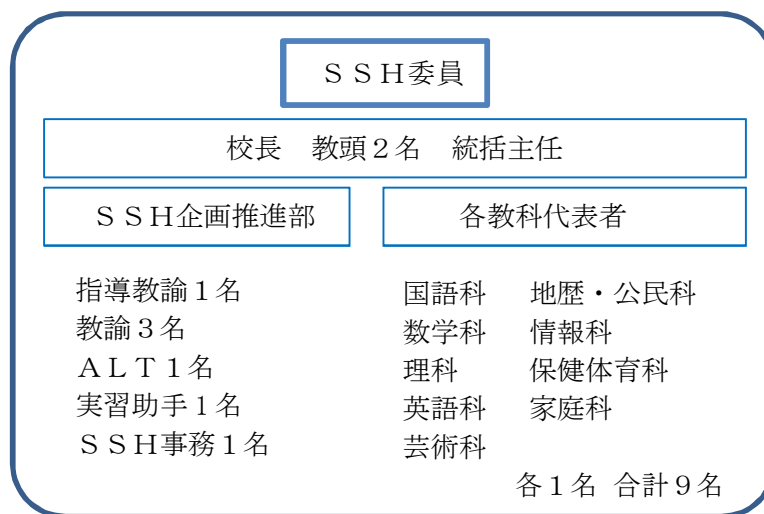 ＳＳＨ委員
校長　教頭２名　統括主任
ＳＳＨ企画推進部
各教科代表者
指導教諭１名
教諭３名
ＡＬＴ１名
実習助手１名
ＳＳＨ事務１名
国語科　地歴・公民科
数学科　情報科
理科　保健体育科
英語科　家庭科
芸術科
各１名 合計９名